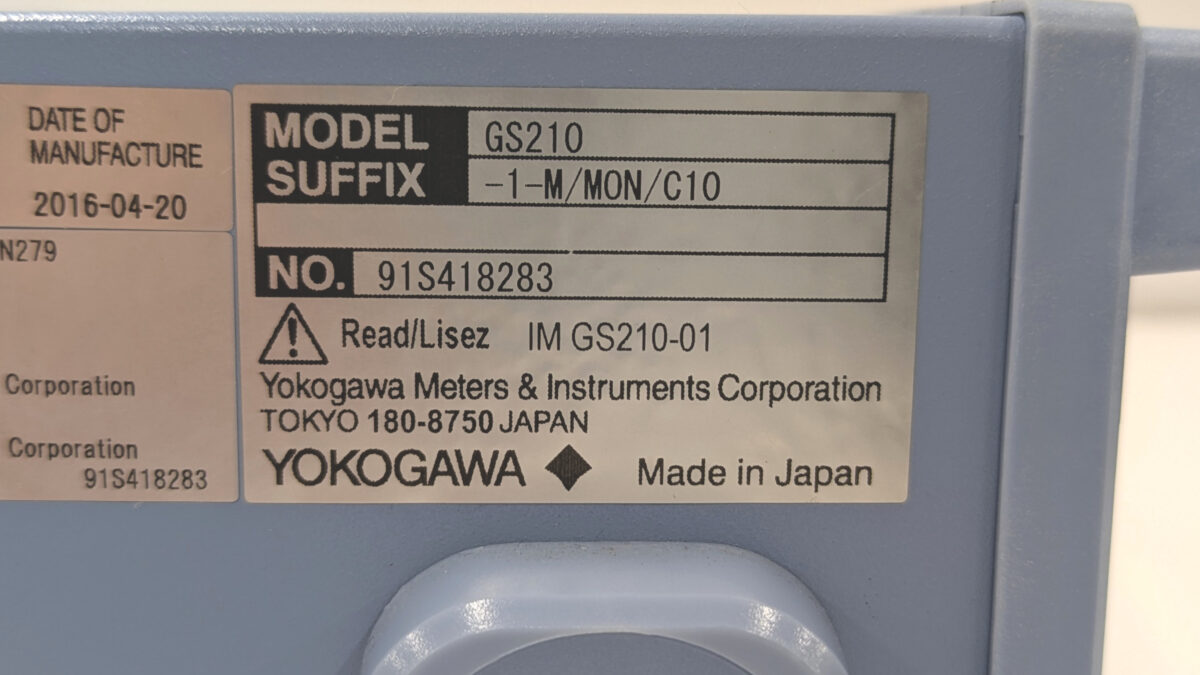 DATE OF
MANUFACTURE
2016-04-20
N279
Corporation
Corporation
91S418283
MODEL GS210
SUFFIX -1-M/MON/C10
NO. 91S418283
Read/Lisez IM GS210-01
Yokogawa Meters & Instruments Corporation
TOKYO 180-8750 JAPAN
YOKOGAWA Made in Japan